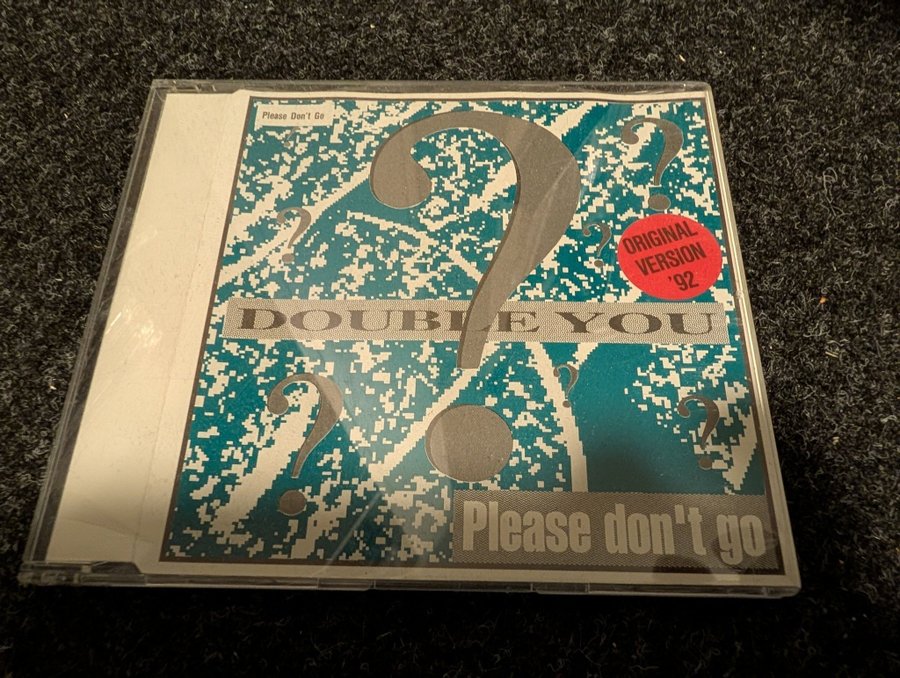 Please Don't Go
ORIGINAL
VERSION
'92
DOUBLE YOU
?
Please don't go